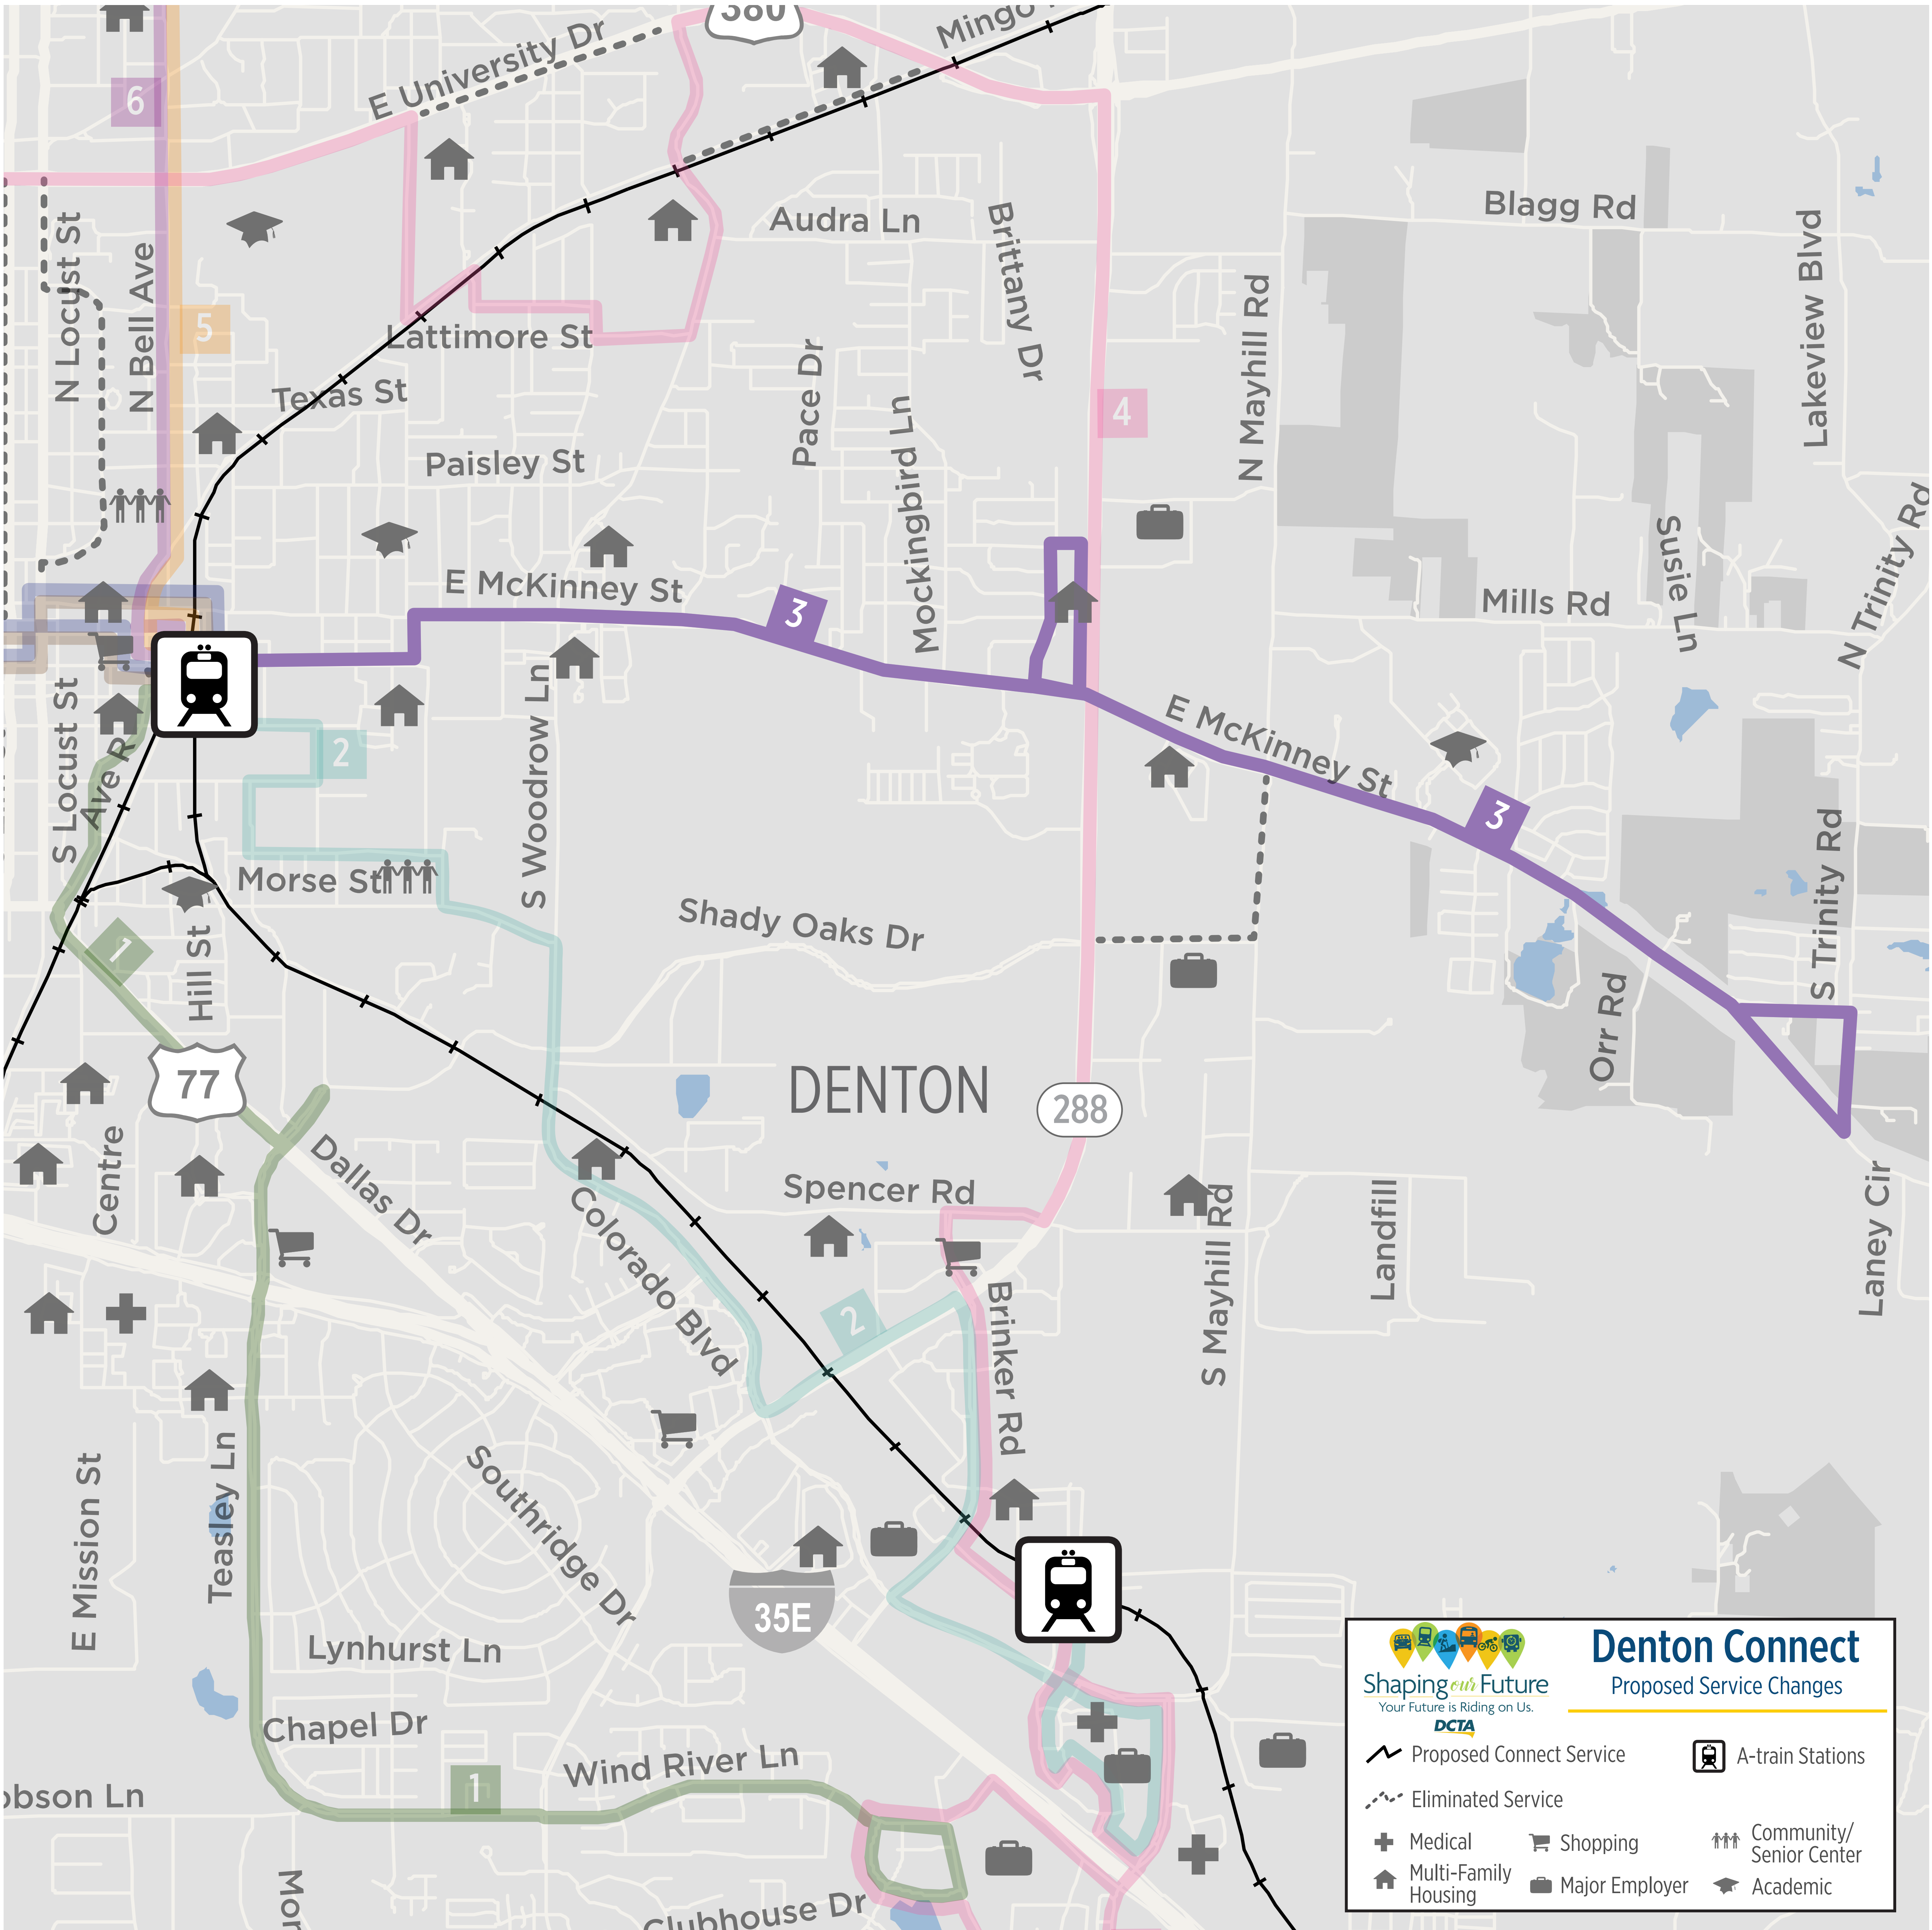 380
Mingo
E University Dr
6
N Locust St
N Bell Ave
5
Audra Ln
Brittany Dr
Blagg Rd
Lakeview Blvd
N Mayhill Rd
Lattimore St
Texas St
Pace Dr
4
Paisley St
Mockingbird Ln
Susie Ln
N Trinity Rd
E McKinney St
3
Mills Rd
S Locust St
Ave R
2
S Woodrow Ln
E McKinney St
3
Morse St
Shady Oaks Dr
S Trinity Rd
1
Hill St
Orr Rd
77
DENTON
288
Centre
Dallas Dr
Colorado Blvd
Spencer Rd
S Mayhill Rd
Landfill
Laney Cir
2
Brinker Rd
E Mission St
Teasley Ln
Southridge Dr
35E
Lynhurst Ln
Chapel Dr
Wind River Ln
1
obson Ln
Mor
Clubhouse Dr
Shaping our Future
Your Future is Riding on Us.
DCTA
Denton Connect
Proposed Service Changes
Proposed Connect Service
A-train Stations
Eliminated Service
Medical
Shopping
Community/
Senior Center
Multi-Family
Housing
Major Employer
Academic